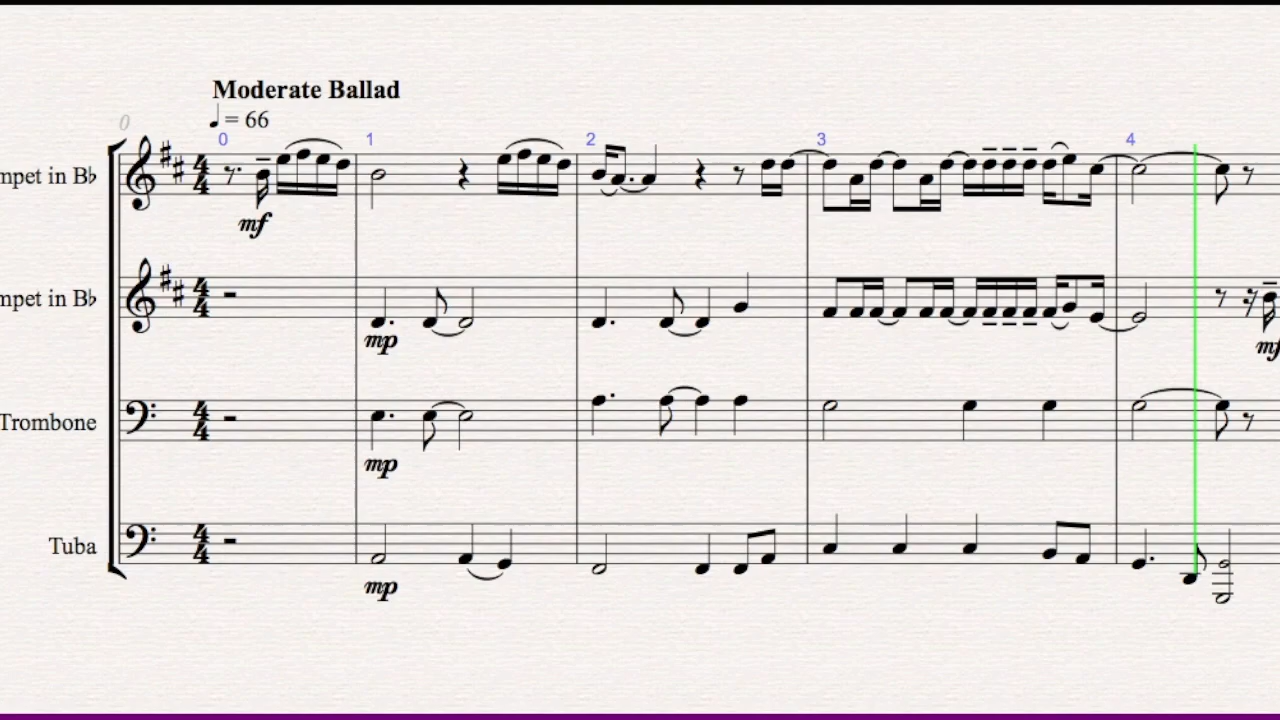 Moderate Ballad
= 66
0
0 1 2 3 4
mpet in B♭
mf
mpet in B♭
mp
mf
Trombone
mp
Tuba
mp